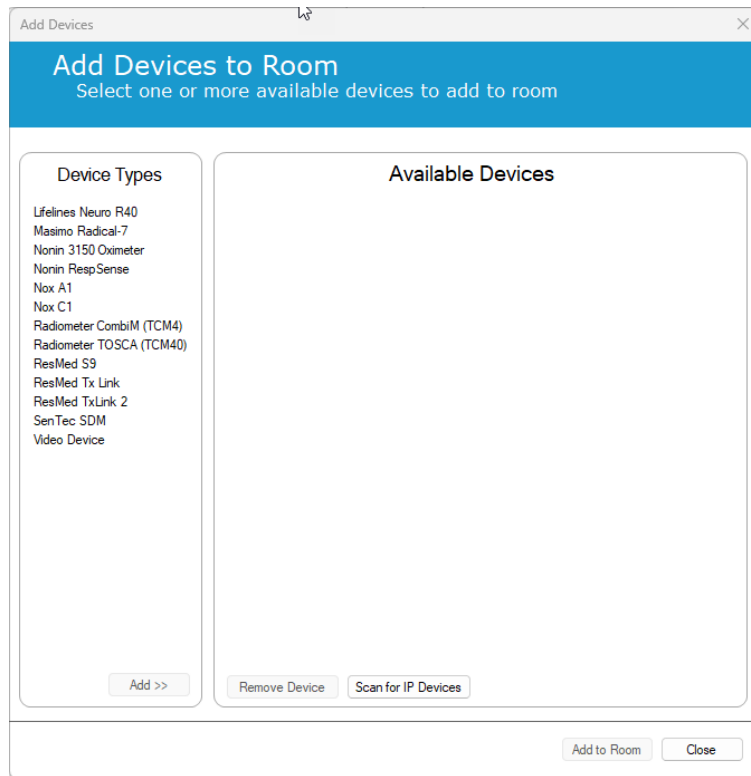 Add Devices
Add Devices to Room
Select one or more available devices to add to room
Device Types
Lifelines Neuro R40
Masimo Radical-7
Nonin 3150 Oximeter
Nonin RespSense
Nox A1
Nox C1
Radiometer CombiM (TCM4)
Radiometer TOSCA (TCM40)
ResMed S9
ResMed Tx Link
ResMed TxLink 2
SenTec SDM
Video Device
Add >>
Available Devices
Remove Device
Scan for IP Devices
Add to Room
Close